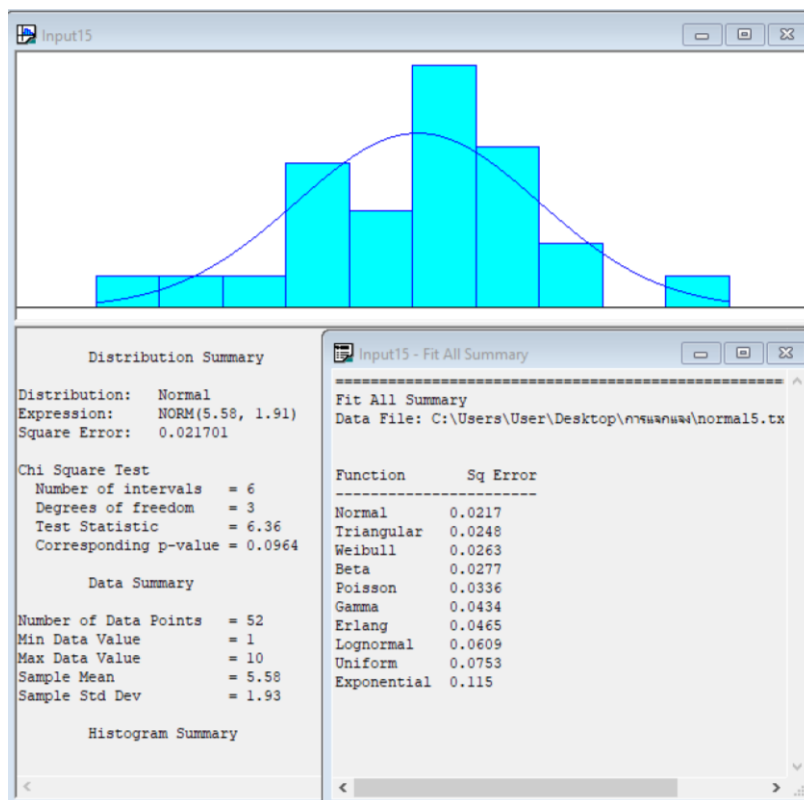 Input15
Distribution Summary
Distribution: Normal
Expression: NORM(5.58, 1.91)
Square Error: 0.021701
Chi Square Test
Number of intervals = 6
Degrees of freedom = 3
Test Statistic = 6.36
Corresponding p-value = 0.0964
Data Summary
Number of Data Points = 52
Min Data Value = 1
Max Data Value = 10
Sample Mean = 5.58
Sample Std Dev = 1.93
Histogram Summary
Input15 - Fit All Summary
Fit All Summary
Data File: C:\Users\User\Desktop\การแจกแจง\normal5.tx
Function Sq Error
Normal 0.0217
Triangular 0.0248
Weibull 0.0263
Beta 0.0277
Poisson 0.0336
Gamma 0.0434
Erlang 0.0465
Lognormal 0.0609
Uniform 0.0753
Exponential 0.115